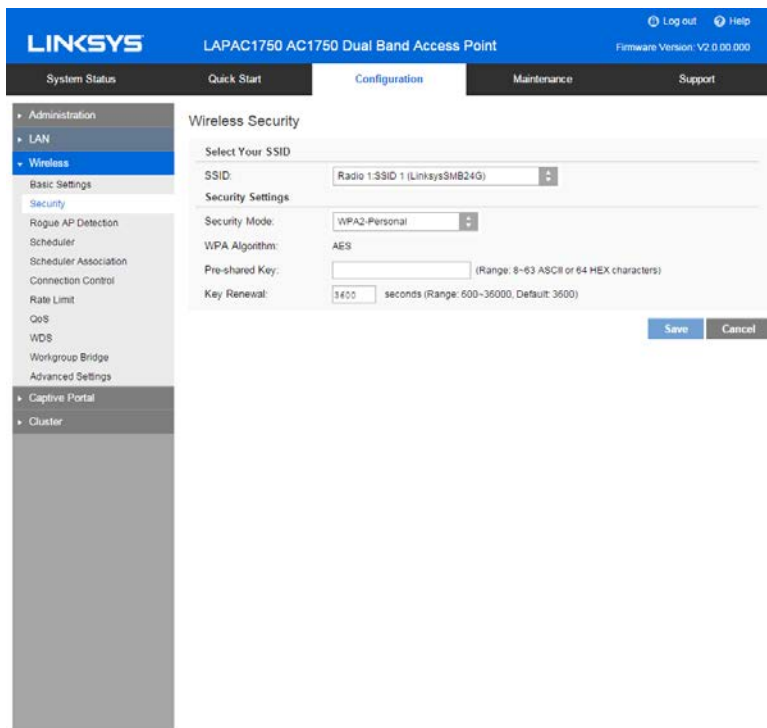 Log out Help
LINKSYS LAPAC1750 AC1750 Dual Band Access Point Firmware Version: V2.0.00.000
System Status Quick Start Configuration Maintenance Support
Administration
LAN
Wireless
Basic Settings
Security
Rogue AP Detection
Scheduler
Scheduler Association
Connection Control
Rate Limit
QoS
WDS
Workgroup Bridge
Advanced Settings
Captive Portal
Cluster
Wireless Security
Select Your SSID
SSID: Radio 1:SSID 1 (LinksysSMB24G)
Security Settings
Security Mode: WPA2-Personal
WPA Algorithm: AES
Pre-shared Key: (Range: 8~63 ASCII or 64 HEX characters)
Key Renewal: 3600 seconds (Range: 600~36000, Default: 3600)
Save Cancel